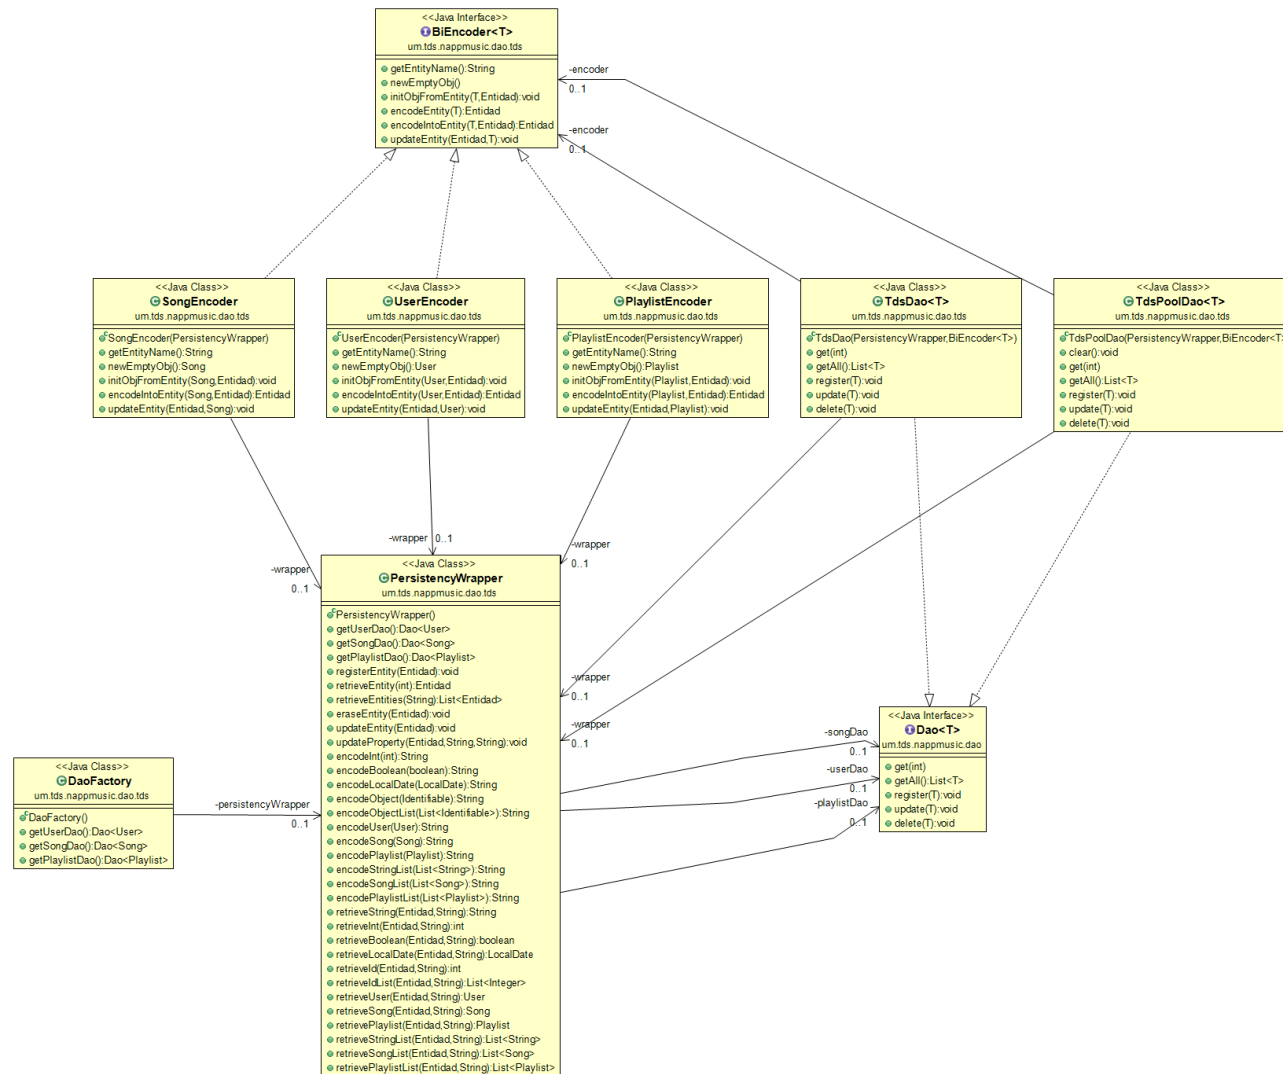 <<Java Interface>>
BiEncoder<T>
um.tds.nappmusic.dao.tds
getEntityName():String
newEmptyObj()
initObjFromEntity(T,Entidad):void
encodeEntity(T):Entidad
encodeIntoEntity(T,Entidad):Entidad
updateEntity(Entidad,T):void
-encoder
0..1
-encoder
0..1
<<Java Class>>
SongEncoder
um.tds.nappmusic.dao.tds
SongEncoder(PersistencyWrapper)
getEntityName():String
newEmptyObj():Song
initObjFromEntity(Song,Entidad):void
encodeIntoEntity(Song,Entidad):Entidad
updateEntity(Entidad,Song):void
<<Java Class>>
UserEncoder
um.tds.nappmusic.dao.tds
UserEncoder(PersistencyWrapper)
getEntityName():String
newEmptyObj():User
initObjFromEntity(User,Entidad):void
encodeIntoEntity(User,Entidad):Entidad
updateEntity(Entidad,User):void
<<Java Class>>
PlaylistEncoder
um.tds.nappmusic.dao.tds
PlaylistEncoder(PersistencyWrapper)
getEntityName():String
newEmptyObj():Playlist
initObjFromEntity(Playlist,Entidad):void
encodeIntoEntity(Playlist,Entidad):Entidad
updateEntity(Entidad,Playlist):void
<<Java Class>>
TdsDao<T>
um.tds.nappmusic.dao.tds
TdsDao(PersistencyWrapper,BiEncoder<T>)
get(int)
getAll():List<T>
register(T):void
update(T):void
delete(T):void
<<Java Class>>
TdsPoolDao<T>
um.tds.nappmusic.dao.tds
TdsPoolDao(PersistencyWrapper,BiEncoder<T>
clear():void
get(int)
getAll():List<T>
register(T):void
update(T):void
delete(T):void
-wrapper
0..1
-wrapper 0..1
-wrapper
0..1
-wrapper
0..1
-wrapper
0..1
<<Java Class>>
PersistencyWrapper
um.tds.nappmusic.dao.tds
PersistencyWrapper()
getUserDao():Dao<User>
getSongDao():Dao<Song>
getPlaylistDao():Dao<Playlist>
registerEntity(Entidad):void
retrieveEntity(int):Entidad
retrieveEntities(String):List<Entidad>
eraseEntity(Entidad):void
updateEntity(Entidad):void
updateProperty(Entidad,String,String):void
encodeInt(int):String
encodeBoolean(boolean):String
encodeLocalDate(LocalDate):String
encodeObject(Identifiable):String
encodeObjectList(List<Identifiable>):String
encodeUser(User):String
encodeSong(Song):String
encodePlaylist(Playlist):String
encodeStringList(List<String>):String
encodeSongList(List<Song>):String
encodePlaylistList(List<Playlist>):String
retrieveString(Entidad,String):String
retrieveInt(Entidad,String):int
retrieveBoolean(Entidad,String):boolean
retrieveLocalDate(Entidad,String):LocalDate
retrieveId(Entidad,String):int
retrieveIdList(Entidad,String):List<Integer>
retrieveUser(Entidad,String):User
retrieveSong(Entidad,String):Song
retrievePlaylist(Entidad,String):Playlist
retrieveStringList(Entidad,String):List<String>
retrieveSongList(Entidad,String):List<Song>
retrievePlaylistList(Entidad,String):List<Playlist>
<<Java Class>>
DaoFactory
um.tds.nappmusic.dao.tds
DaoFactory()
getUserDao():Dao<User>
getSongDao():Dao<Song>
getPlaylistDao():Dao<Playlist>
-persistencyWrapper
0..1
-songDao
0..1
-userDao
0..1
-playlistDao
0..1
<<Java Interface>>
Dao<T>
um.tds.nappmusic.dao
get(int)
getAll():List<T>
register(T):void
update(T):void
delete(T):void